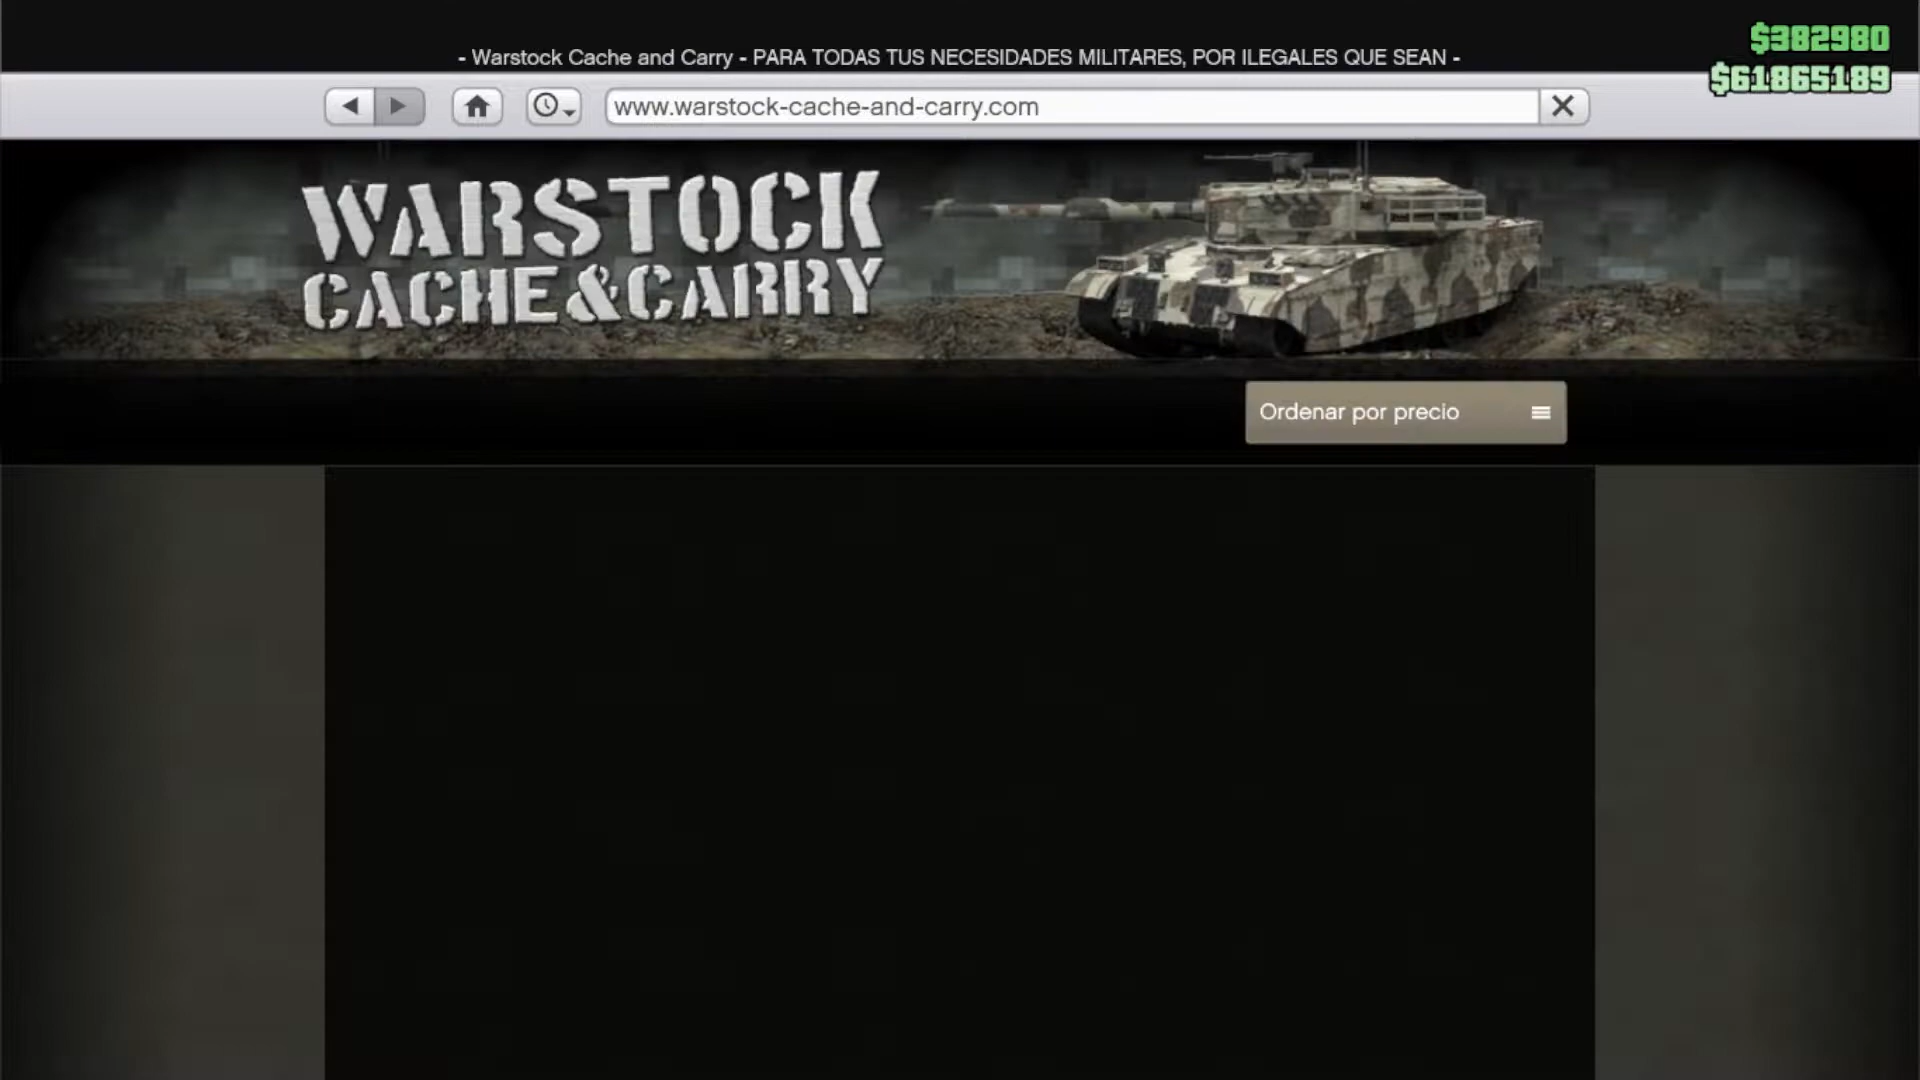 $382980
- Warstock Cache and Carry - PARA TODAS TUS NECESIDADES MILITARES, POR ILEGALES QUE SEAN -
$61865189
www.warstock-cache-and-carry.com
WARSTOCK
CACHE&CARRY
Ordenar por precio